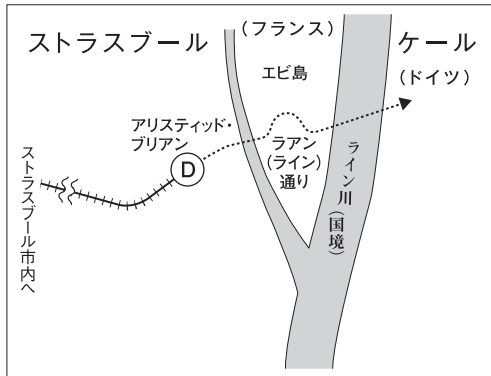 ストラスブール
(フランス)
ケール
(ドイツ)
エビ島
アリスティッド・
ブリアン
D
ラアン
(ライン)
通り
ライン川(国境)
ストラスブール市内へ